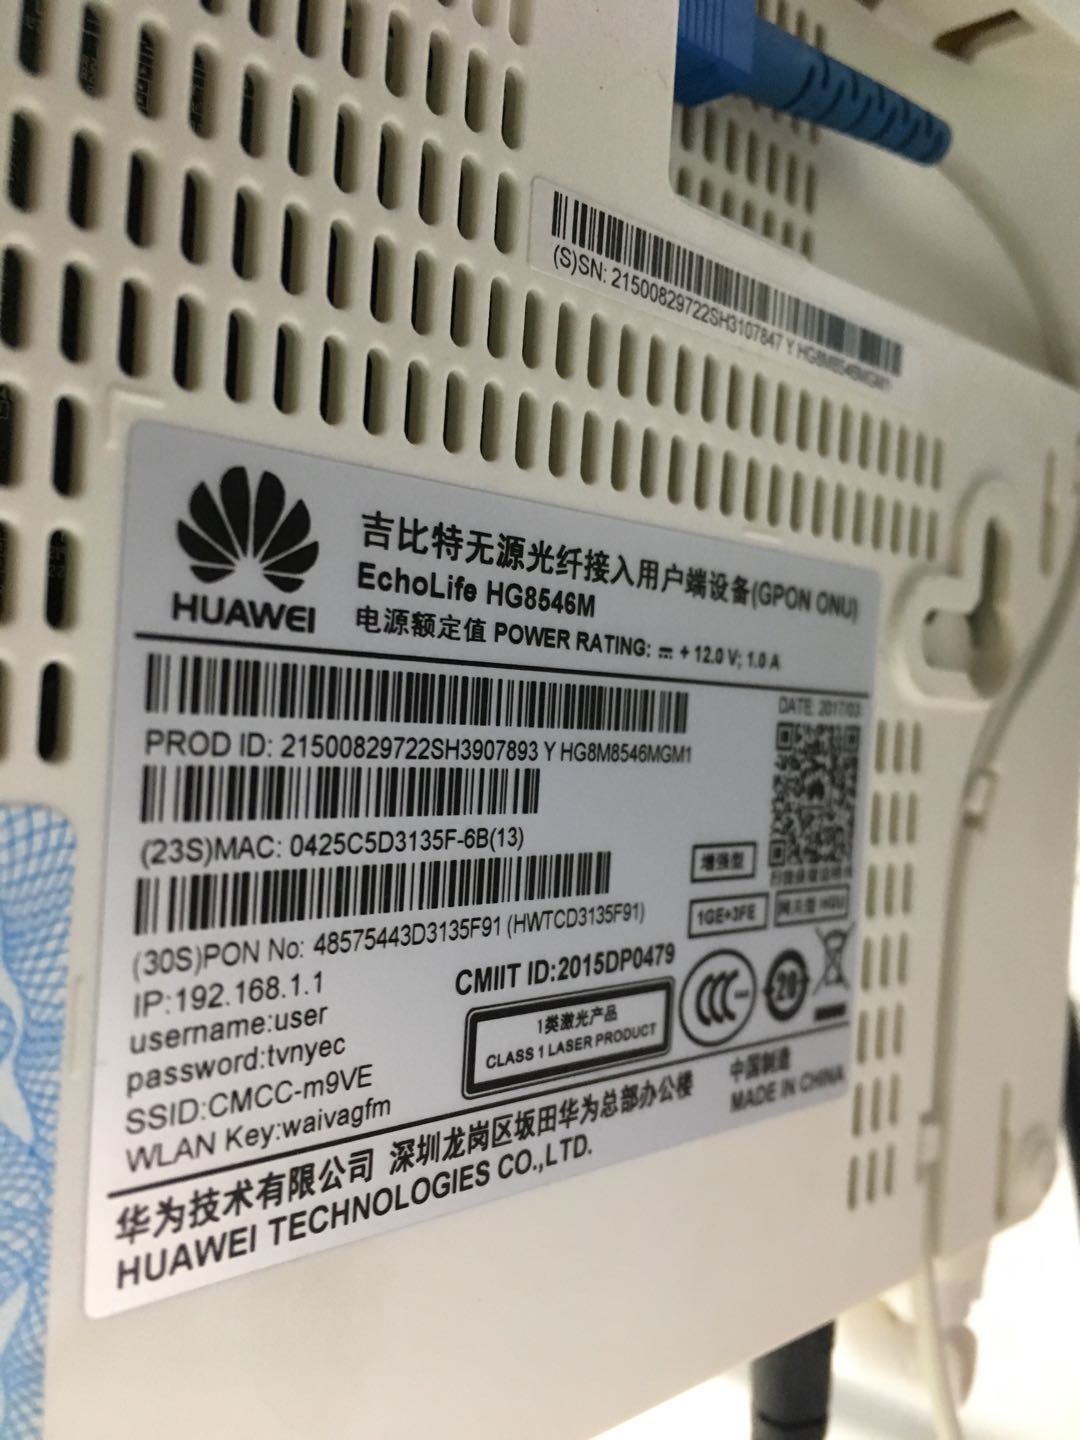 (S)SN: 21500829722SH3107847 Y HG8M8546MGM1
HUAWEI
吉比特无源光纤接入用户端设备(GPON ONU)
EchoLife HG8546M
电源额定值 POWER RATING: ⎓ + 12.0 V; 1.0 A
DATE: 2017/03
PROD ID: 21500829722SH3907893 Y HG8M8546MGM1
(23S)MAC: 0425C5D3135F-6B(13)
增强型
1GE+3FE
网关型 HGU
(30S)PON No: 48575443D3135F91 (HWTCD3135F91)
IP:192.168.1.1
CMIIT ID:2015DP0479
username:user
1类激光产品
CLASS 1 LASER PRODUCT
CCC
20
password:tvnyec
SSID:CMCC-m9VE
WLAN Key:waivagfm
中国制造
MADE IN CHINA
华为技术有限公司 深圳龙岗区坂田华为总部办公楼
HUAWEI TECHNOLOGIES CO.,LTD.